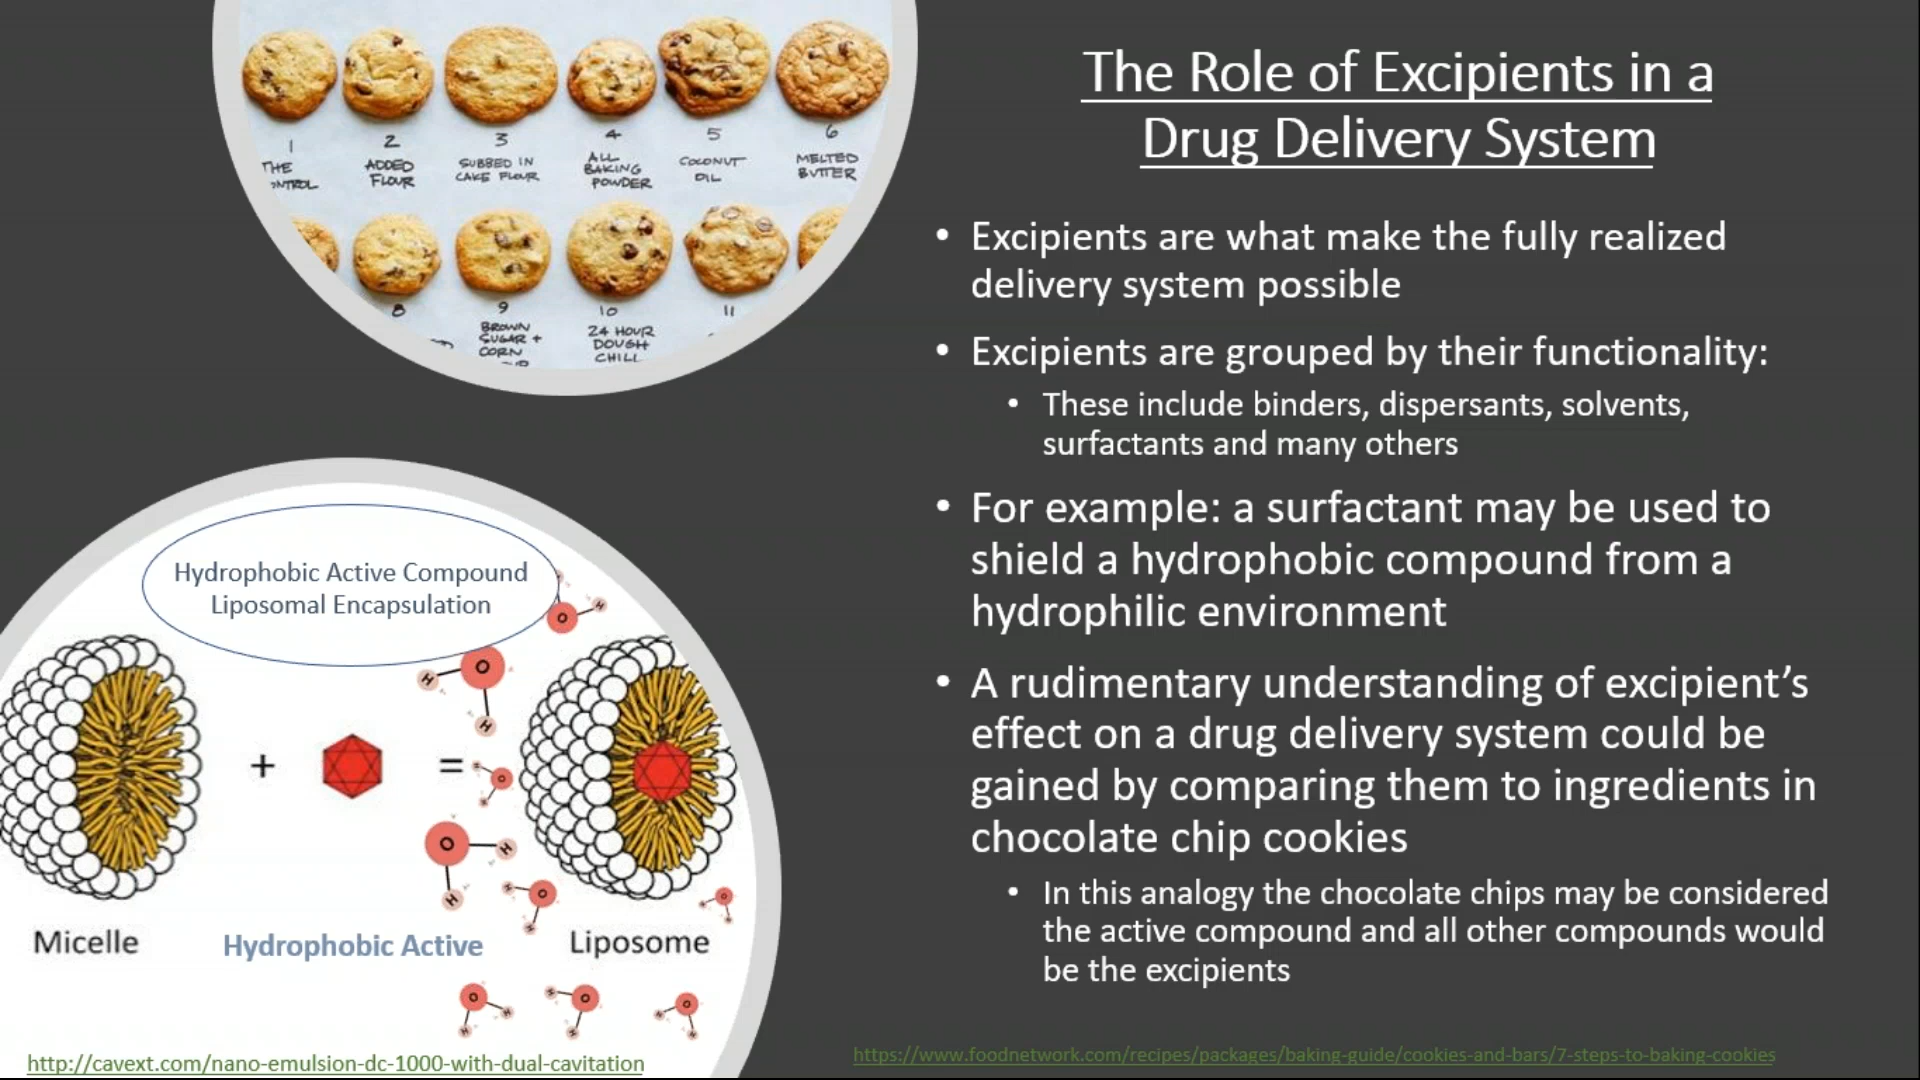 The Role of Excipients in a
Drug Delivery System
• Excipients are what make the fully realized
delivery system possible
• Excipients are grouped by their functionality:
• These include binders, dispersants, solvents,
surfactants and many others
• For example: a surfactant may be used to
shield a hydrophobic compound from a
hydrophilic environment
• A rudimentary understanding of excipient’s
effect on a drug delivery system could be
gained by comparing them to ingredients in
chocolate chip cookies
• In this analogy the chocolate chips may be considered
the active compound and all other compounds would
be the excipients
https://www.foodnetwork.com/recipes/packages/baking-guide/cookies-and-bars/7-steps-to-baking-cookies
1 2 3 4 5 6
THE
ADDED
FLOUR
SUBBED IN
CAKE FLOUR
ALL
BAKING
POWDER
COCONUT
OIL
MELTED
BUTTER
8 9 10 11
BROWN
SUGAR +
CORN
24 HOUR
DOUGH
CHILL
Hydrophobic Active Compound
Liposomal Encapsulation
+ =
O H
O H H
O
O H H
H O H
O
O H H
H O H
H O H
Micelle
Hydrophobic Active
Liposome
http://cavext.com/nano-emulsion-dc-1000-with-dual-cavitation